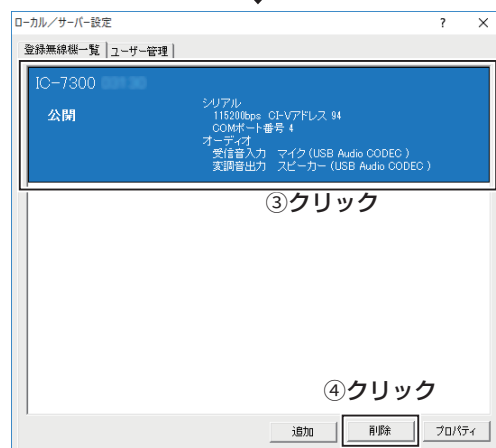 ローカル／サーバー設定 ? ×
登録無線機一覧 ユーザー管理
IC-7300
公開
シリアル
115200bps CI-Vアドレス 94
COMポート番号 4
オーディオ
受信音入力 マイク (USB Audio CODEC )
変調音出力 スピーカー (USB Audio CODEC )
③クリック
④クリック
追加 削除 プロパティ